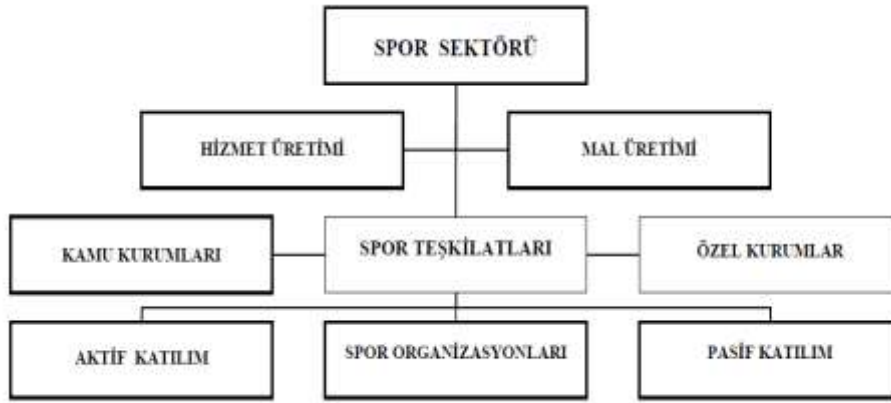 SPOR SEKTÖRÜ
HİZMET ÜRETİMİ
MAL ÜRETİMİ
KAMU KURUMLARI
SPOR TEŞKİLATLARI
ÖZEL KURUMLAR
AKTİF KATILIM
SPOR ORGANİZASYONLARI
PASİF KATILIM